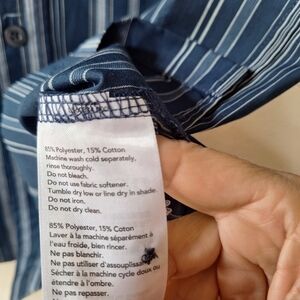 85% Polyester, 15% Cotton
Machine wash cold separately,
rinse thoroughly.
Do not bleach.
Do not use fabric softener.
Tumble dry low or line dry in shade.
Do not iron.
Do not dry clean.
85% Polyester, 15% Cotton
Laver à la machine séparément à
l'eau froide, bien rincer.
Ne pas blanchir.
Ne pas utiliser d'assouplis
Sécher à la machine cycle doux ou
étendre à l'ombre.
Ne pas repasser.